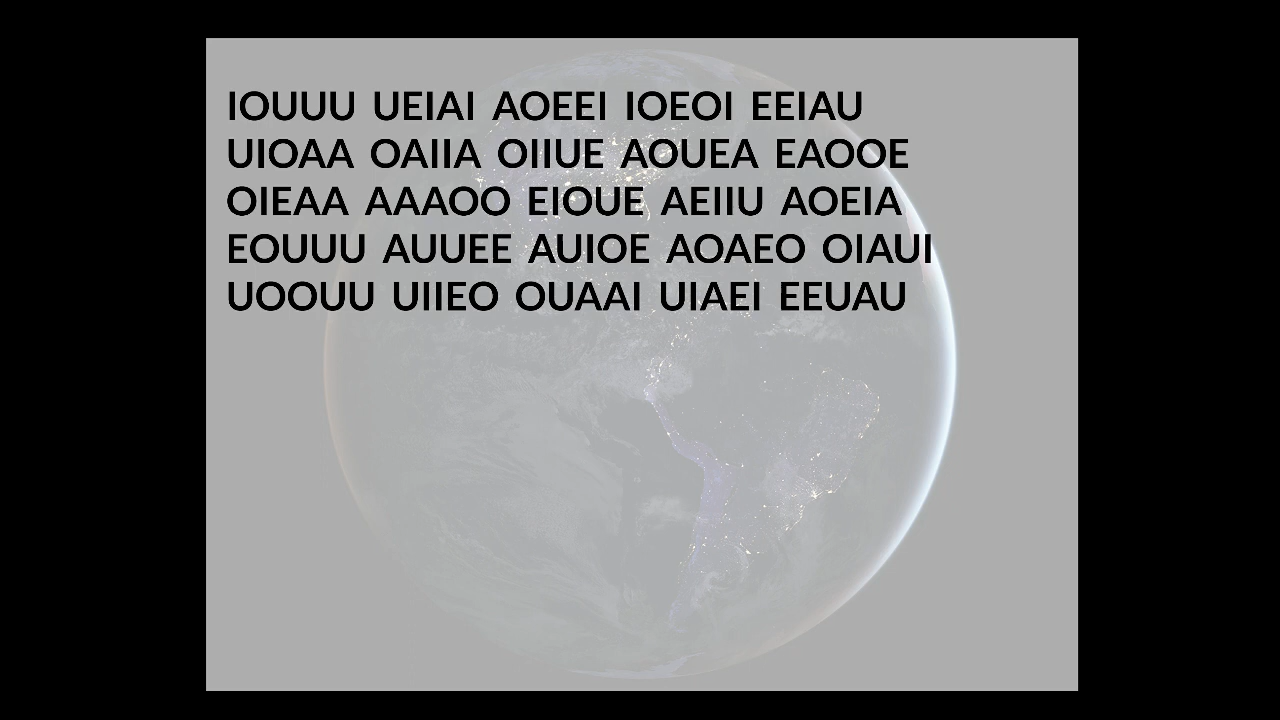 IOUUU UEIAI AOEEI IOEOI EEIAU
UIOAA OAIIA OIIUE AOUEA EAOOE
OIEAA AAAOO EIOUE AEIIU AOEIA
EOUUU AUUEE AUIOE AOAEO OIAUI
UOOUU UIIEO OUAAI UIAEI EEUAU